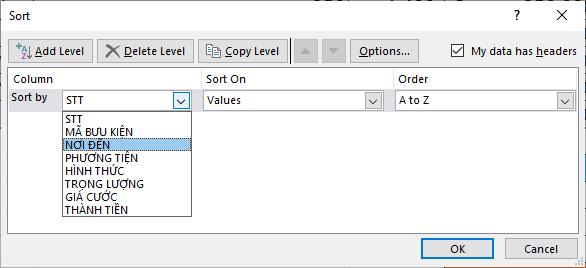 Sort
? ×
Add Level Delete Level Copy Level Options... My data has headers
Column Sort On Order
Sort by STT Values A to Z
STT
MÃ BƯU KIỆN
NƠI ĐẾN
PHƯƠNG TIỆN
HÌNH THỨC
TRỌNG LƯỢNG
GIÁ CƯỚC
THÀNH TIỀN
OK Cancel